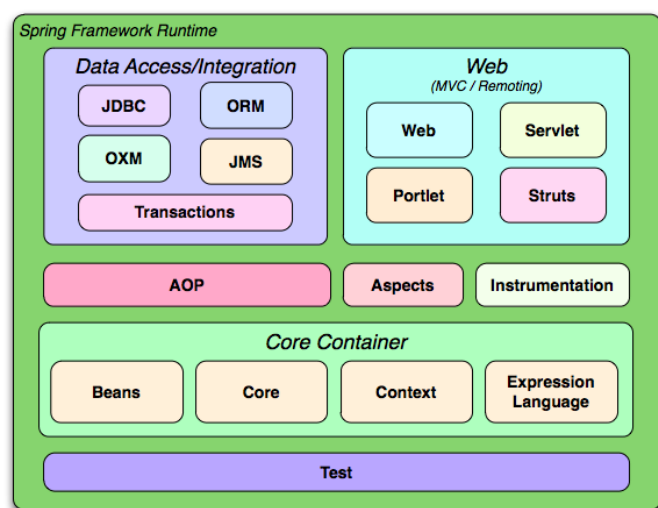 Spring Framework Runtime
Data Access/Integration
JDBC
ORM
OXM
JMS
Transactions
Web
(MVC / Remoting)
Web
Servlet
Portlet
Struts
AOP
Aspects
Instrumentation
Core Container
Beans
Core
Context
Expression
Language
Test